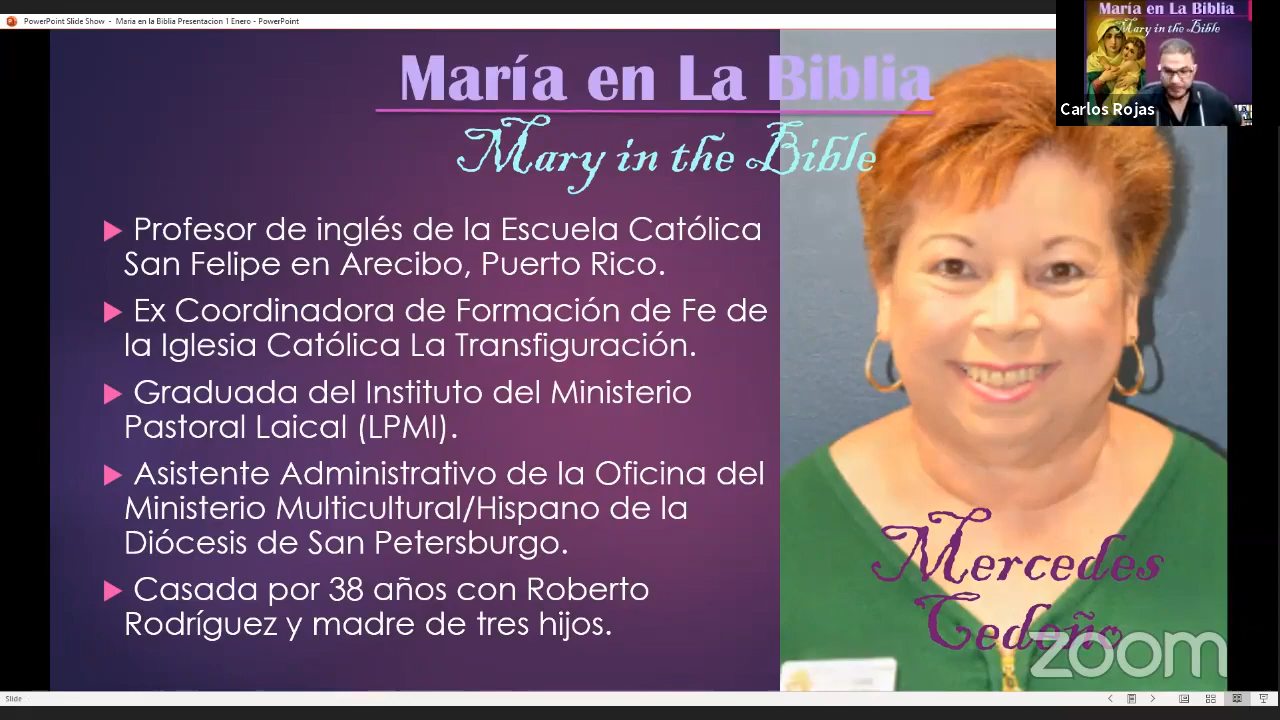 PowerPoint Slide Show - Maria en la Biblia Presentacion 1 Enero - PowerPoint
María en La Biblia
Mary in the Bible
Carlos Rojas
María en La Biblia
Mary in the Bible
Profesor de inglés de la Escuela Católica
San Felipe en Arecibo, Puerto Rico.
Ex Coordinadora de Formación de Fe de
la Iglesia Católica La Transfiguración.
Graduada del Instituto del Ministerio
Pastoral Laical (LPMI).
Asistente Administrativo de la Oficina del
Ministerio Multicultural/Hispano de la
Diócesis de San Petersburgo.
Casada por 38 años con Roberto
Rodríguez y madre de tres hijos.
Mercedes
Cedeño
zoom
Slide